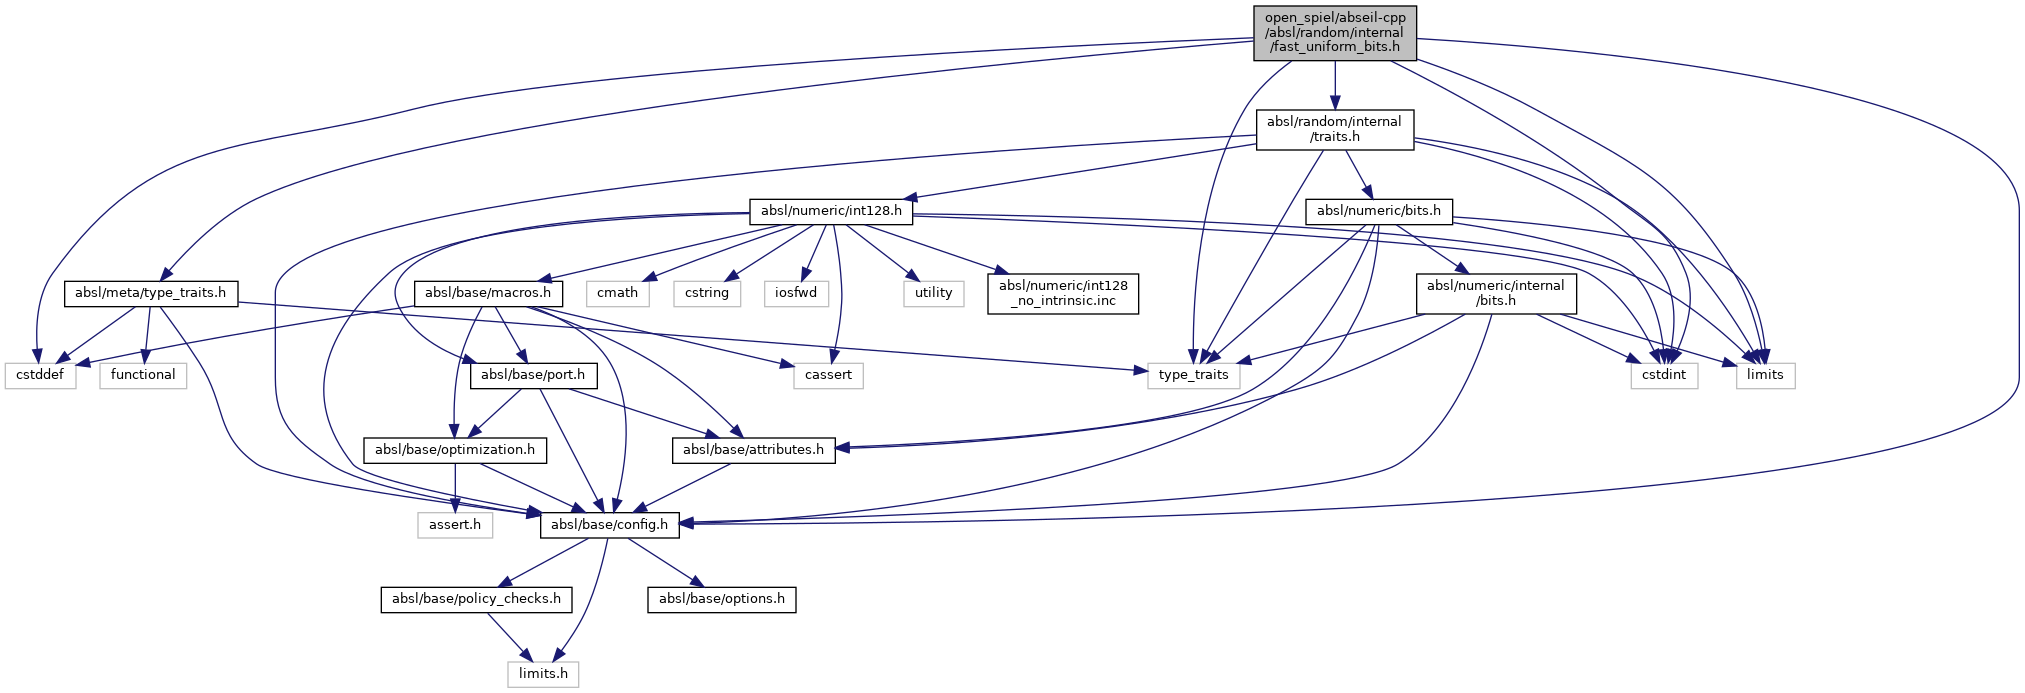 open_spiel/abseil-cpp
/absl/random/internal
/fast_uniform_bits.h
absl/random/internal
/traits.h
absl/numeric/int128.h
absl/numeric/bits.h
absl/meta/type_traits.h
absl/base/macros.h
cmath
cstring
iosfwd
utility
absl/numeric/int128
_no_intrinsic.inc
absl/numeric/internal
/bits.h
cstddef
functional
absl/base/port.h
cassert
type_traits
cstdint
limits
absl/base/optimization.h
absl/base/attributes.h
assert.h
absl/base/config.h
absl/base/policy_checks.h
absl/base/options.h
limits.h